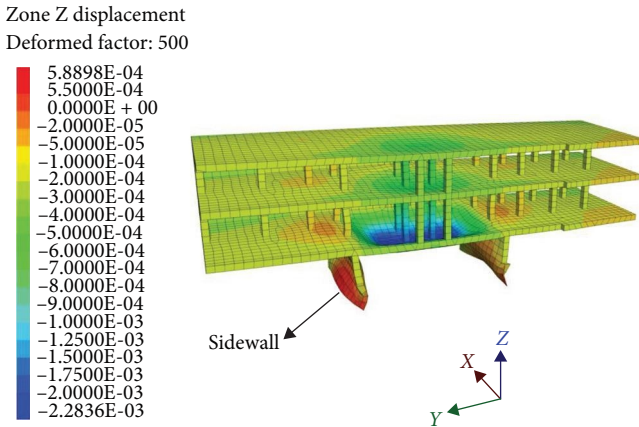 Zone Z displacement
Deformed factor: 500
5.8898E-04
5.5000E-04
0.0000E + 00
−2.0000E-05
−5.0000E-05
−1.0000E-04
−2.0000E-04
−3.0000E-04
−4.0000E-04
−5.0000E-04
−6.0000E-04
−7.0000E-04
−8.0000E-04
−9.0000E-04
−1.0000E-03
−1.2500E-03
−1.5000E-03
−1.7500E-03
−2.0000E-03
−2.2836E-03
Sidewall
Z
X
Y